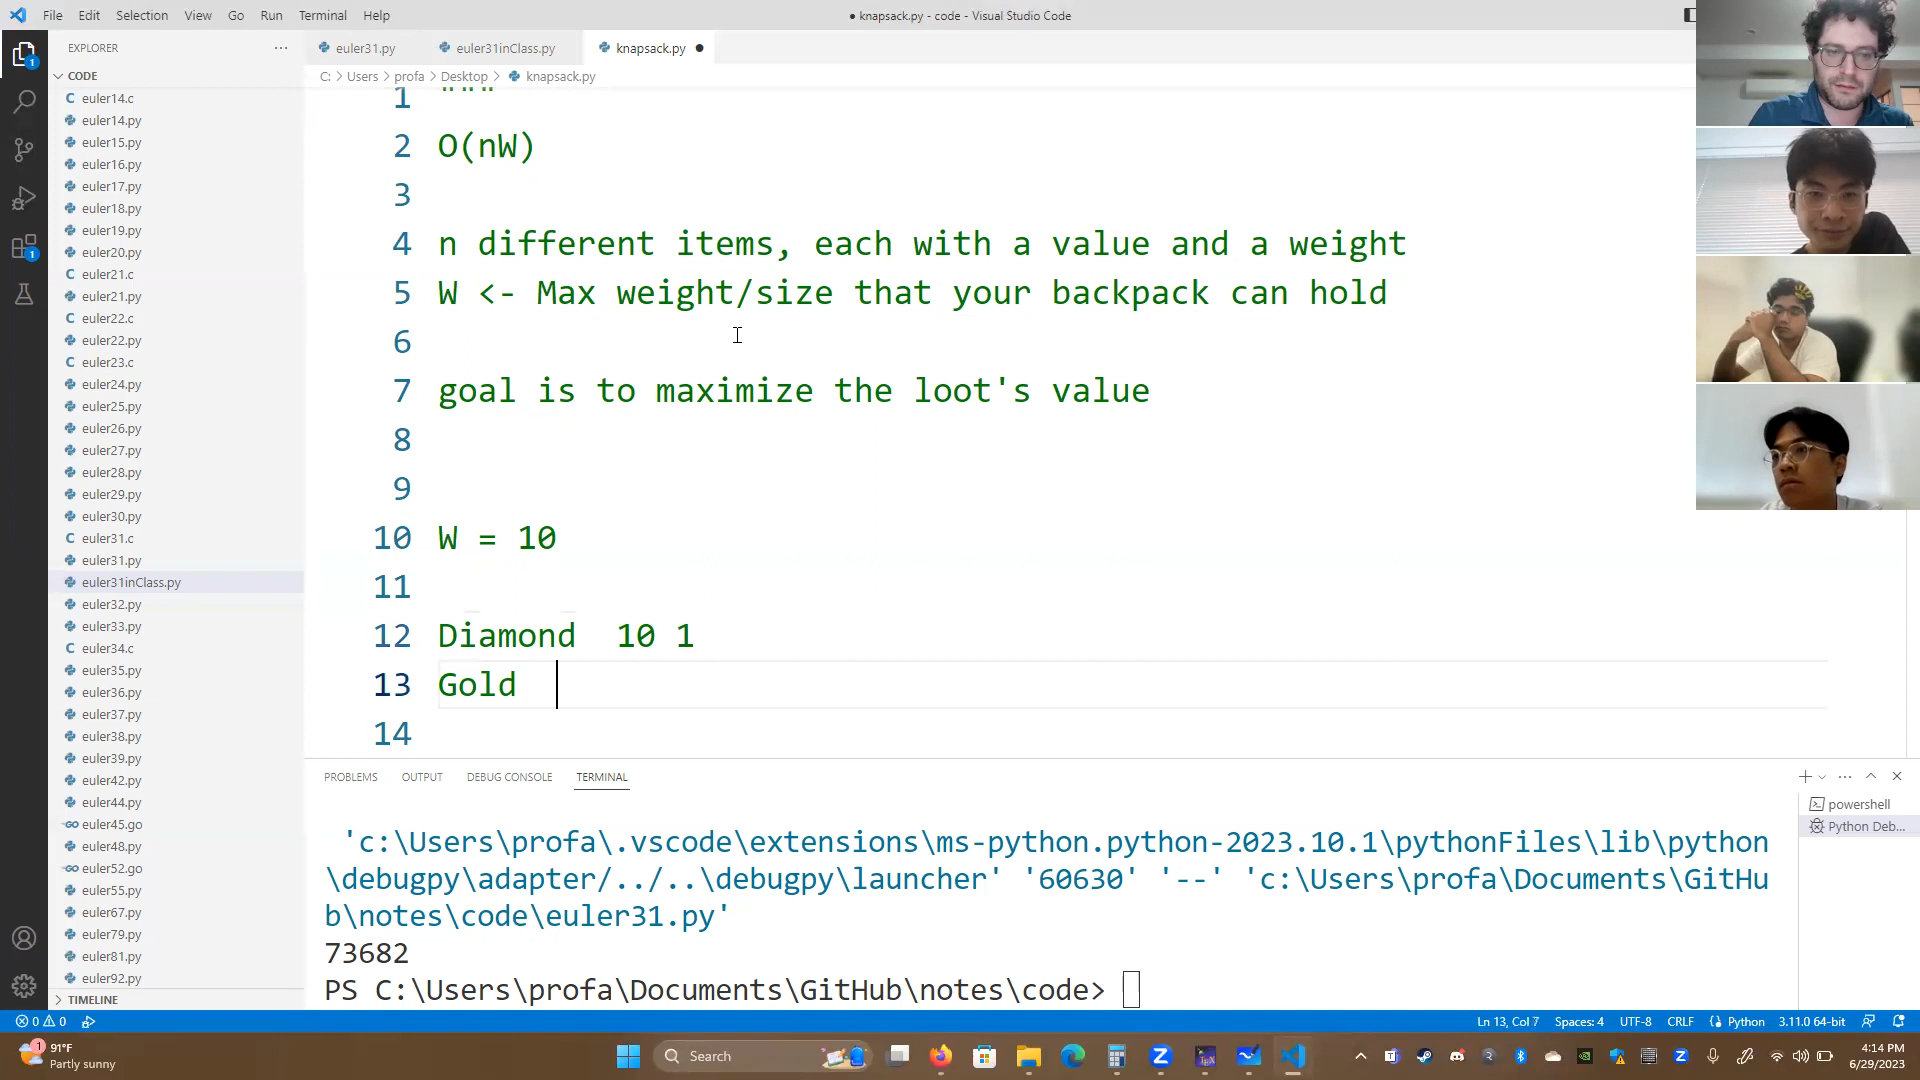 File Edit Selection View Go Run Terminal Help
● knapsack.py - code - Visual Studio Code
EXPLORER
euler31.py
euler31inClass.py
knapsack.py ●
CODE
C: > Users > profa > Desktop > knapsack.py
euler14.c
euler14.py
euler15.py
euler16.py
euler17.py
euler18.py
euler19.py
euler20.py
euler21.c
euler21.py
euler22.c
euler22.py
euler23.c
euler24.py
euler25.py
euler26.py
euler27.py
euler28.py
euler29.py
euler30.py
euler31.c
euler31.py
euler31inClass.py
euler32.py
euler33.py
euler34.c
euler35.py
euler36.py
euler37.py
euler38.py
euler39.py
euler42.py
euler44.py
euler45.go
euler48.py
euler52.go
euler55.py
euler67.py
euler79.py
euler81.py
euler92.py
TIMELINE
1 """
2 O(nW)
3
4 n different items, each with a value and a weight
5 W <- Max weight/size that your backpack can hold
6
7 goal is to maximize the loot's value
8
9
10 W = 10
11
12 Diamond  10 1
13 Gold
14
PROBLEMS OUTPUT DEBUG CONSOLE TERMINAL
powershell
Python Deb...
'c:\Users\profa\.vscode\extensions\ms-python.python-2023.10.1\pythonFiles\lib\python
\debugpy\adapter/../..\debugpy\launcher' '60630' '--' 'c:\Users\profa\Documents\GitHu
b\notes\code\euler31.py'
73682
PS C:\Users\profa\Documents\GitHub\notes\code>
0 0
Ln 13, Col 7 Spaces: 4 UTF-8 CRLF Python 3.11.0 64-bit
91°F
Partly sunny
Search
4:14 PM
6/29/2023